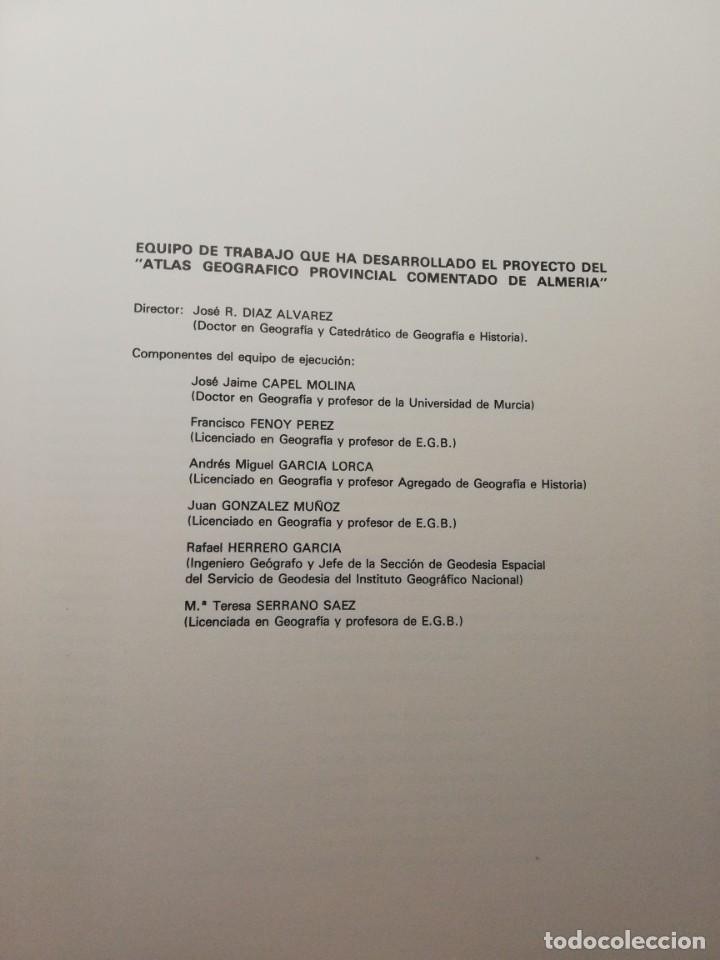 EQUIPO DE TRABAJO QUE HA DESARROLLADO EL PROYECTO DEL
"ATLAS GEOGRAFICO PROVINCIAL COMENTADO DE ALMERIA"
Director: José R. DIAZ ALVAREZ
(Doctor en Geografía y Catedrático de Geografía e Historia).
Componentes del equipo de ejecución:
José Jaime CAPEL MOLINA
(Doctor en Geografía y profesor de la Universidad de Murcia)
Francisco FENOY PEREZ
(Licenciado en Geografía y profesor de E.G.B.)
Andrés Miguel GARCIA LORCA
(Licenciado en Geografía y profesor Agregado de Geografía e Historia)
Juan GONZALEZ MUÑOZ
(Licenciado en Geografía y profesor de E.G.B.)
Rafael HERRERO GARCIA
(Ingeniero Geógrafo y Jefe de la Sección de Geodesia Espacial
del Servicio de Geodesia del Instituto Geográfico Nacional)
M.ª Teresa SERRANO SAEZ
(Licenciada en Geografía y profesora de E.G.B.)
todocoleccion